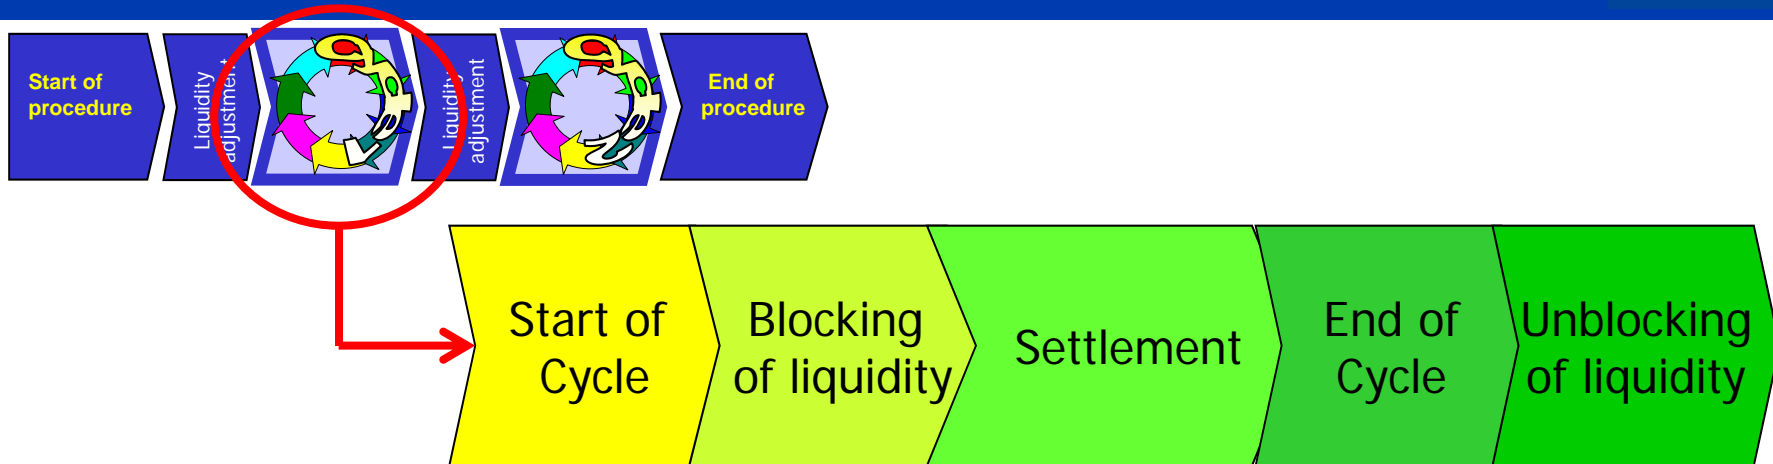 Start of
procedure
Liquidity
adjustment
Liquidity
adjustment
End of
procedure
Start of
Cycle
Blocking
of liquidity
Settlement
End of
Cycle
Unblocking
of liquidity